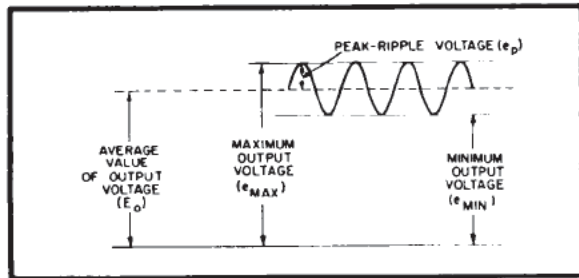 PEAK-RIPPLE VOLTAGE (ep)
AVERAGE
VALUE
OF OUTPUT
VOLTAGE
(Eo)
MAXIMUM
OUTPUT
VOLTAGE
(eMAX)
MINIMUM
OUTPUT
VOLTAGE
(eMIN)